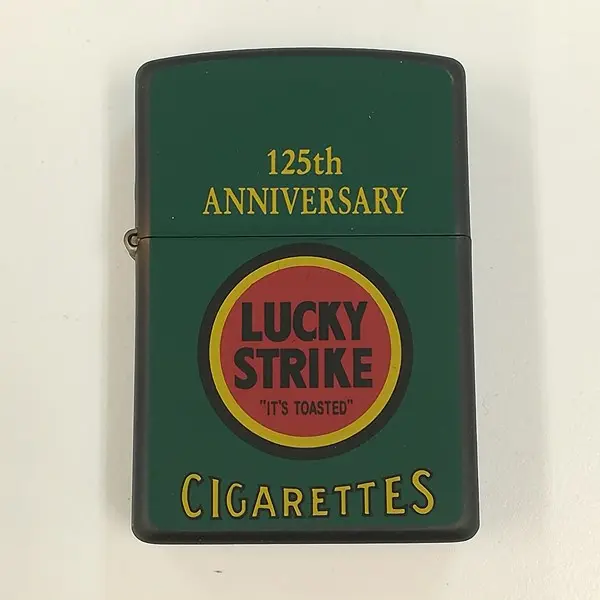 125th
ANNIVERSARY
LUCKY
STRIKE
"IT'S TOASTED"
CIGARETTES